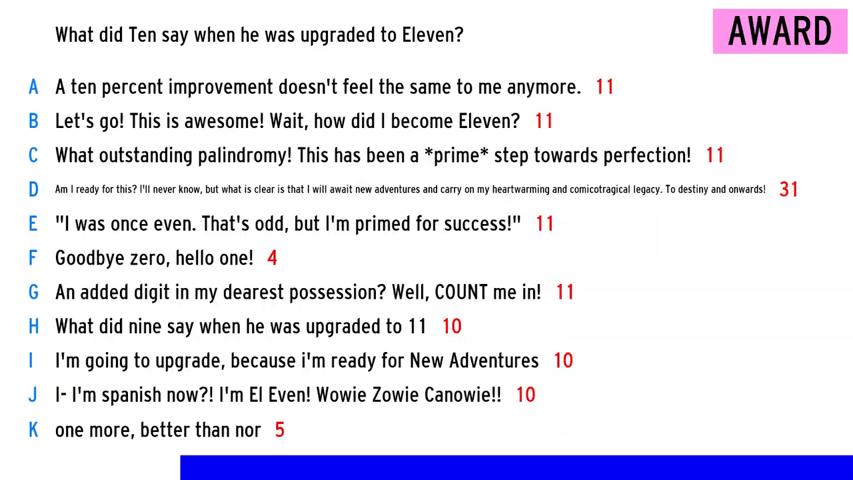 What did Ten say when he was upgraded to Eleven?
AWARD
A A ten percent improvement doesn't feel the same to me anymore. 11
B Let's go! This is awesome! Wait, how did I become Eleven? 11
C What outstanding palindromy! This has been a *prime* step towards perfection! 11
D Am I ready for this? I'll never know, but what is clear is that I will await new adventures and carry on my heartwarming and comicotragical legacy. To destiny and onwards! 31
E "I was once even. That's odd, but I'm primed for success!" 11
F Goodbye zero, hello one! 4
G An added digit in my dearest possession? Well, COUNT me in! 11
H What did nine say when he was upgraded to 11 10
I I'm going to upgrade, because i'm ready for New Adventures 10
J I- I'm spanish now?! I'm El Even! Wowie Zowie Canowie!! 10
K one more, better than nor 5